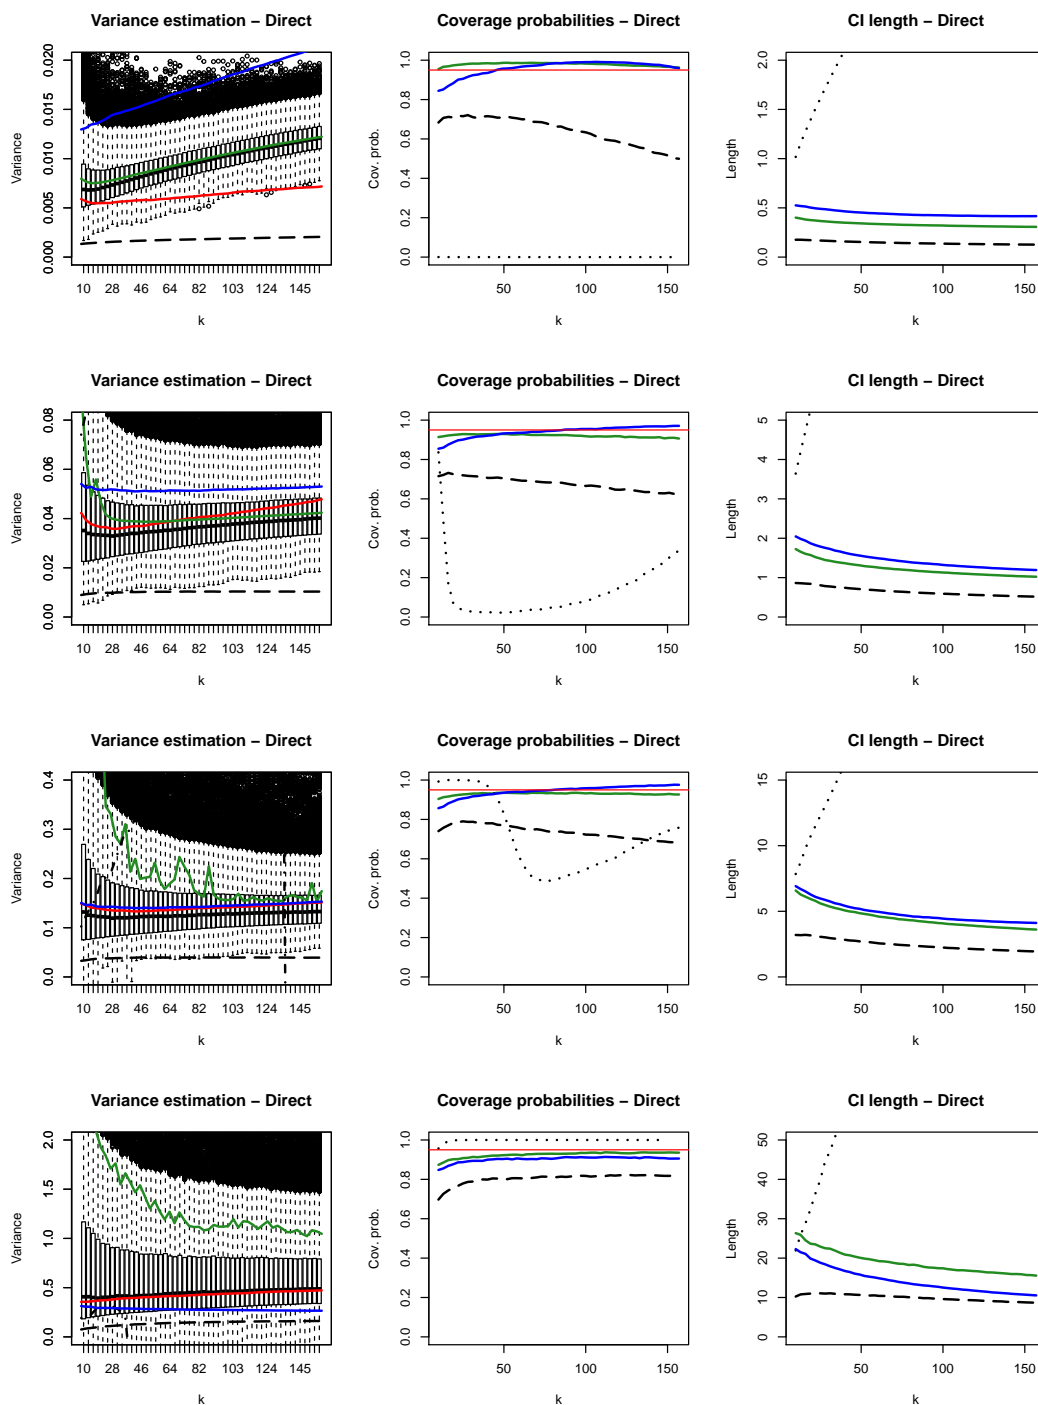 Variance estimation – Direct
Coverage probabilities – Direct
CI length – Direct
Variance
0.000 0.005 0.010 0.015 0.020
10 28 46 64 82 103 124 145
k
Cov. prob.
0.0 0.2 0.4 0.6 0.8 1.0
50 100 150
k
Length
0.0 0.5 1.0 1.5 2.0
50 100 150
k
Variance estimation – Direct
Coverage probabilities – Direct
CI length – Direct
Variance
0.00 0.02 0.04 0.06 0.08
10 28 46 64 82 103 124 145
k
Cov. prob.
0.0 0.2 0.4 0.6 0.8 1.0
50 100 150
k
Length
0 1 2 3 4 5
50 100 150
k
Variance estimation – Direct
Coverage probabilities – Direct
CI length – Direct
Variance
0.0 0.1 0.2 0.3 0.4
10 28 46 64 82 103 124 145
k
Cov. prob.
0.0 0.2 0.4 0.6 0.8 1.0
50 100 150
k
Length
0 5 10 15
50 100 150
k
Variance estimation – Direct
Coverage probabilities – Direct
CI length – Direct
Variance
0.0 0.5 1.0 1.5 2.0
10 28 46 64 82 103 124 145
k
Cov. prob.
0.0 0.2 0.4 0.6 0.8 1.0
50 100 150
k
Length
0 10 20 30 40 50
50 100 150
k